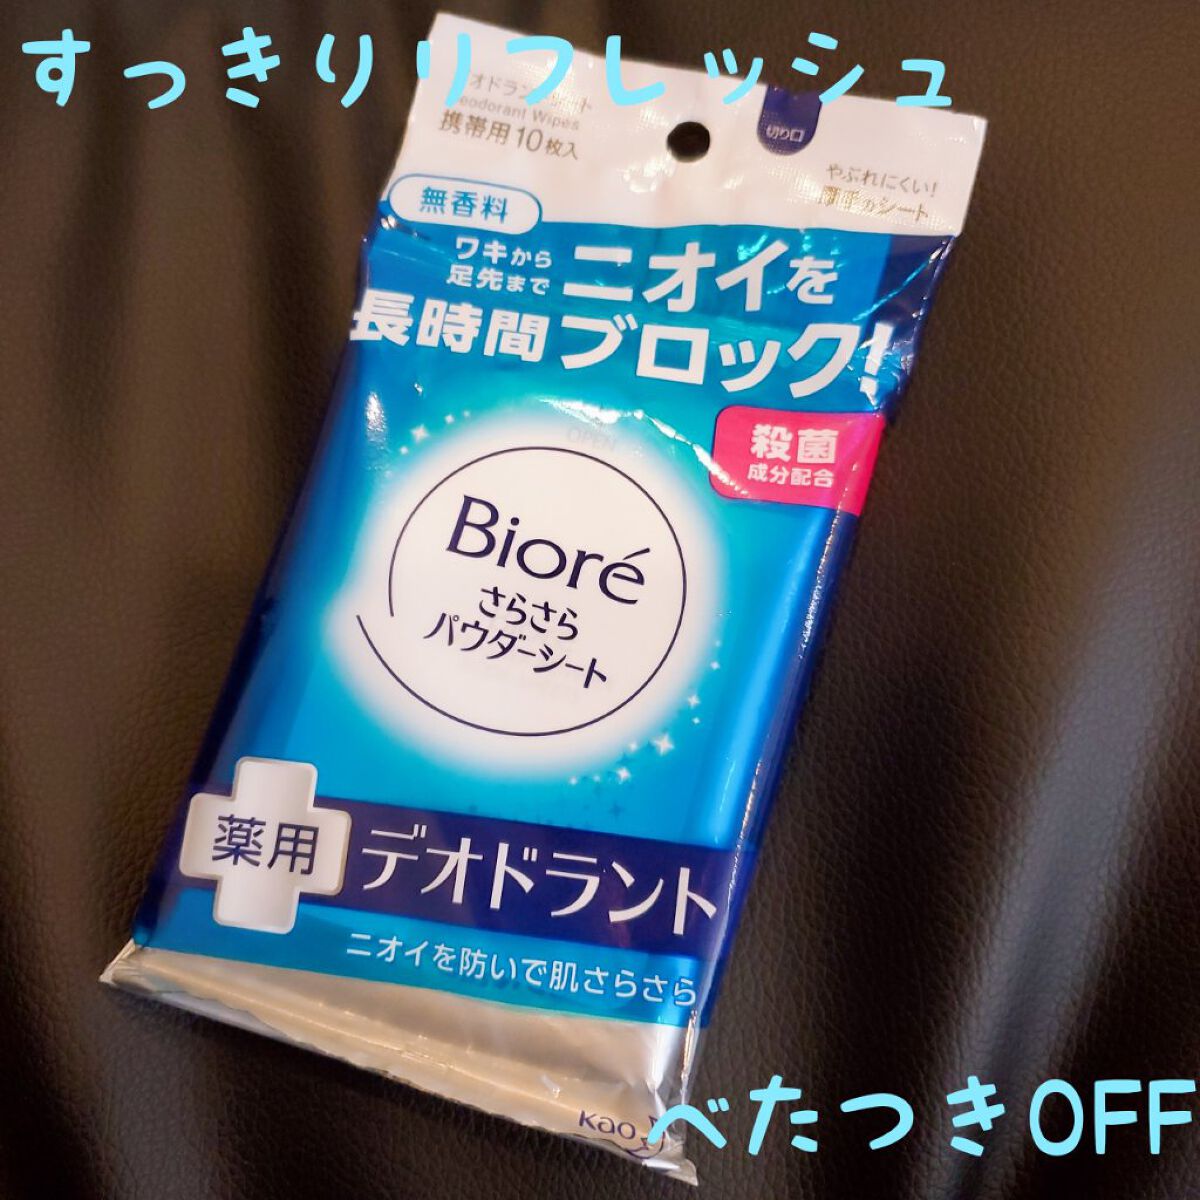 すっきりリフレッシュ
携帯用10枚入
切り口
やぶれにくい!
無香料
ワキから
足先まで
ニオイを
長時間ブロック!
殺菌
成分配合
OPEN
Bioré
さらさら
パウダーシート
薬用
デオドラント
ニオイを防いで肌さらさら
Kao
べたつきOFF